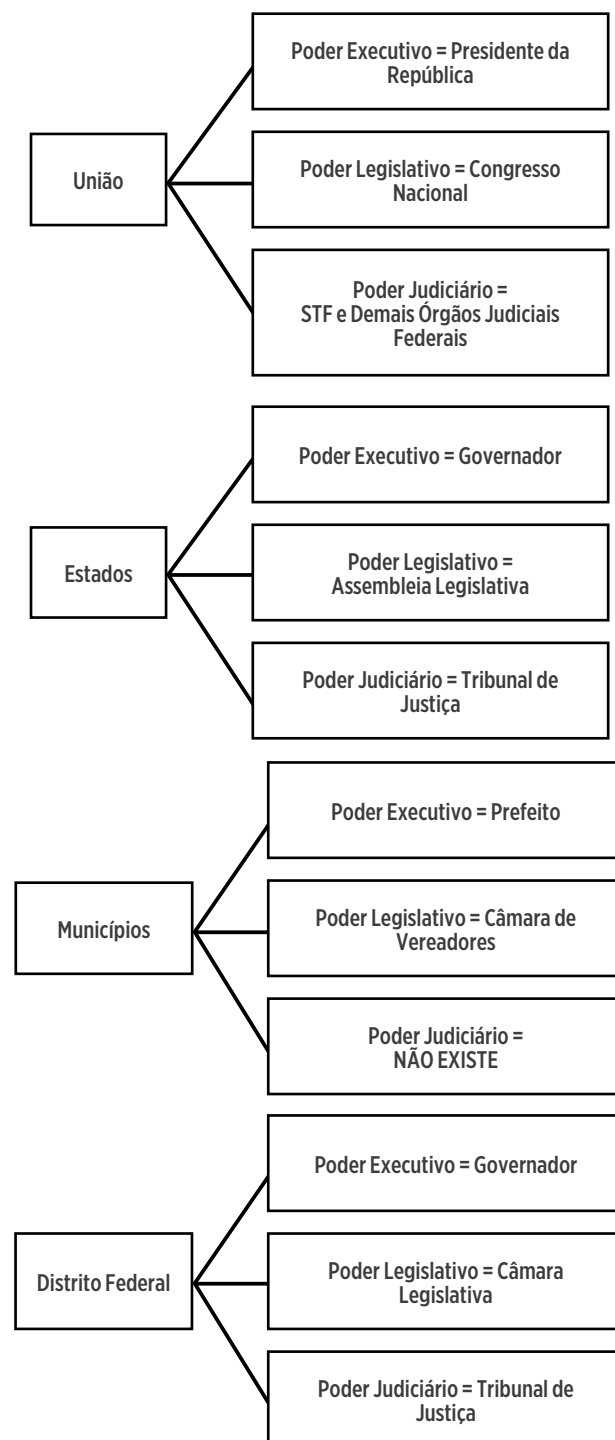 União
Poder Executivo = Presidente da
República
Poder Legislativo = Congresso
Nacional
Poder Judiciário =
STF e Demais Órgãos Judiciais
Federais
Estados
Poder Executivo = Governador
Poder Legislativo =
Assembleia Legislativa
Poder Judiciário = Tribunal de
Justiça
Municípios
Poder Executivo = Prefeito
Poder Legislativo = Câmara de
Vereadores
Poder Judiciário =
NÃO EXISTE
Distrito Federal
Poder Executivo = Governador
Poder Legislativo = Câmara
Legislativa
Poder Judiciário = Tribunal de
Justiça